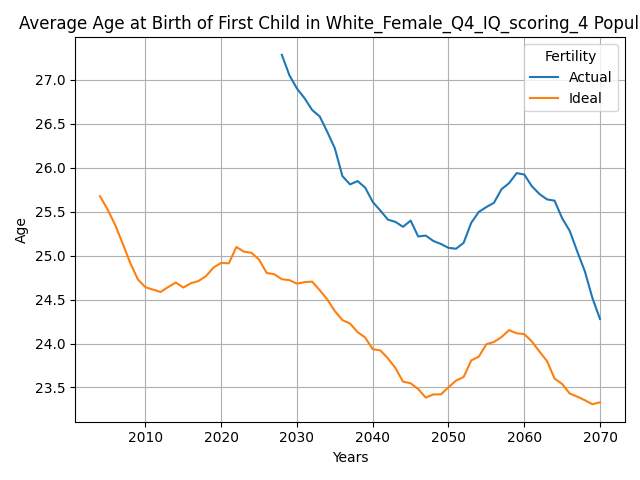 Average Age at Birth of First Child in White_Female_Q4_IQ_scoring_4 Popul
27.0
26.5
26.0
25.5
25.0
24.5
24.0
23.5
Age
Fertility
Actual
Ideal
2010 2020 2030 2040 2050 2060 2070
Years